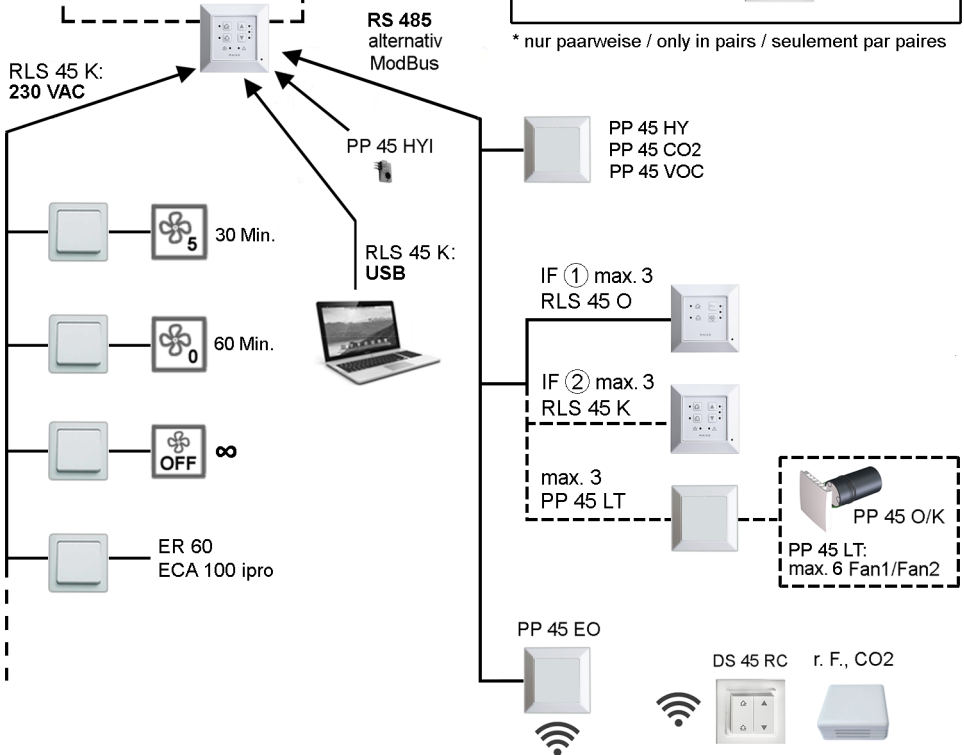 RS 485
alternativ
ModBus
* nur paarweise / only in pairs / seulement par paires
RLS 45 K:
230 VAC
PP 45 HYI
PP 45 HY
PP 45 CO2
PP 45 VOC
5
30 Min.
RLS 45 K:
USB
IF ① max. 3
RLS 45 O
0
60 Min.
IF ② max. 3
RLS 45 K
OFF
∞
max. 3
PP 45 LT
PP 45 O/K
PP 45 LT:
max. 6 Fan1/Fan2
ER 60
ECA 100 ipro
PP 45 EO
DS 45 RC
r. F., CO2